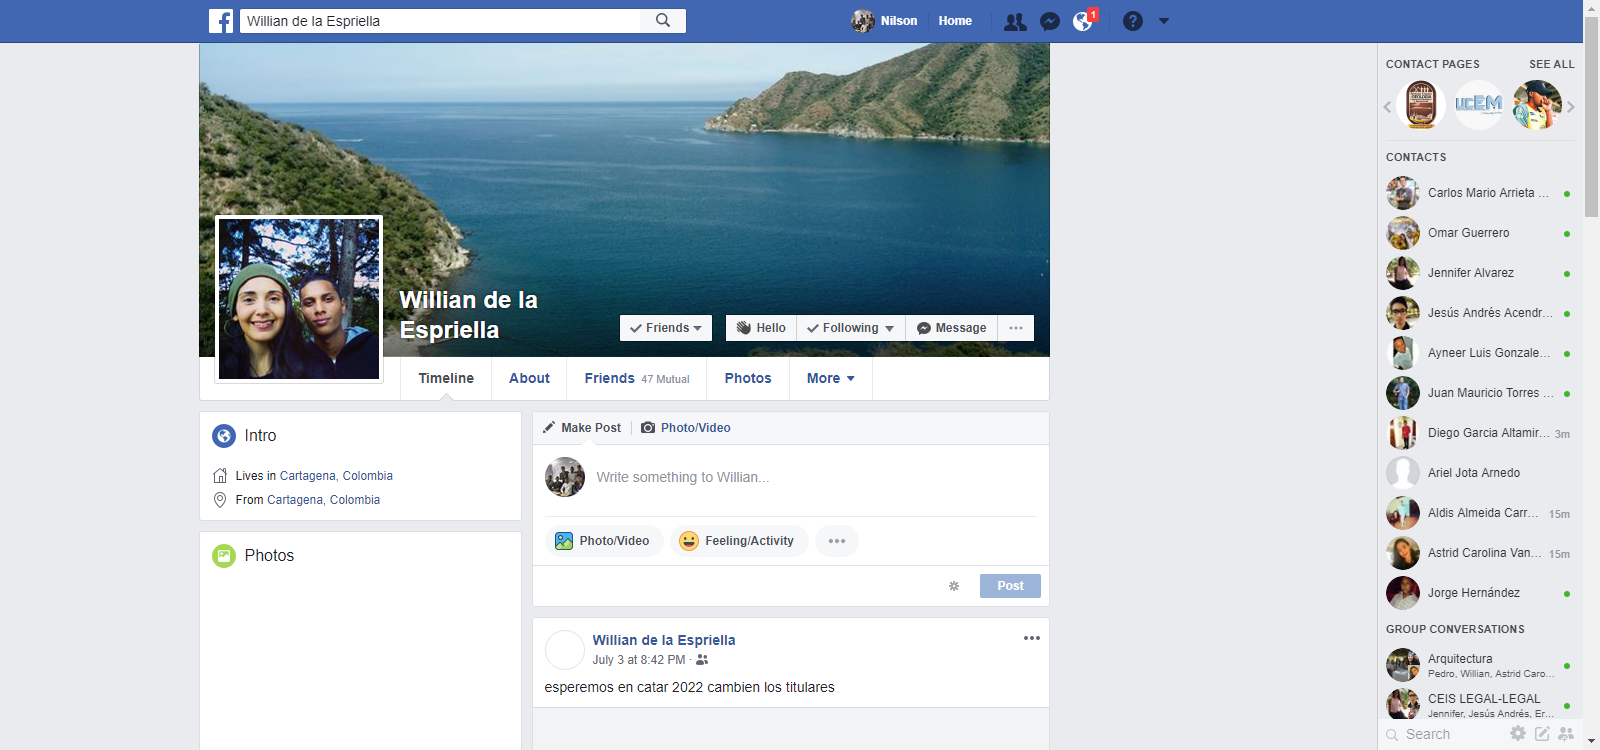 Willian de la Espriella
Nilson
Home
1
Willian de la
Espriella
Friends
Hello
Following
Message
Timeline
About
Friends 47 Mutual
Photos
More
Intro
Lives in Cartagena, Colombia
From Cartagena, Colombia
Photos
Make Post
Photo/Video
Write something to Willian...
Photo/Video
Feeling/Activity
Post
Willian de la Espriella
July 3 at 8:42 PM ·
esperemos en catar 2022 cambien los titulares
CONTACT PAGES
SEE ALL
UCEM
CONTACTS
Carlos Mario Arrieta ...
Omar Guerrero
Jennifer Alvarez
Jesús Andrés Acendr...
Ayneer Luis Gonzale...
Juan Mauricio Torres ...
Diego Garcia Altamir... 3m
Ariel Jota Arnedo
Aldis Almeida Carr... 15m
Astrid Carolina Van... 15m
Jorge Hernández
GROUP CONVERSATIONS
Arquitectura
Pedro, Willian, Astrid Caro...
CEIS LEGAL-LEGAL
Jennifer, Jesús Andrés, Er...
Search